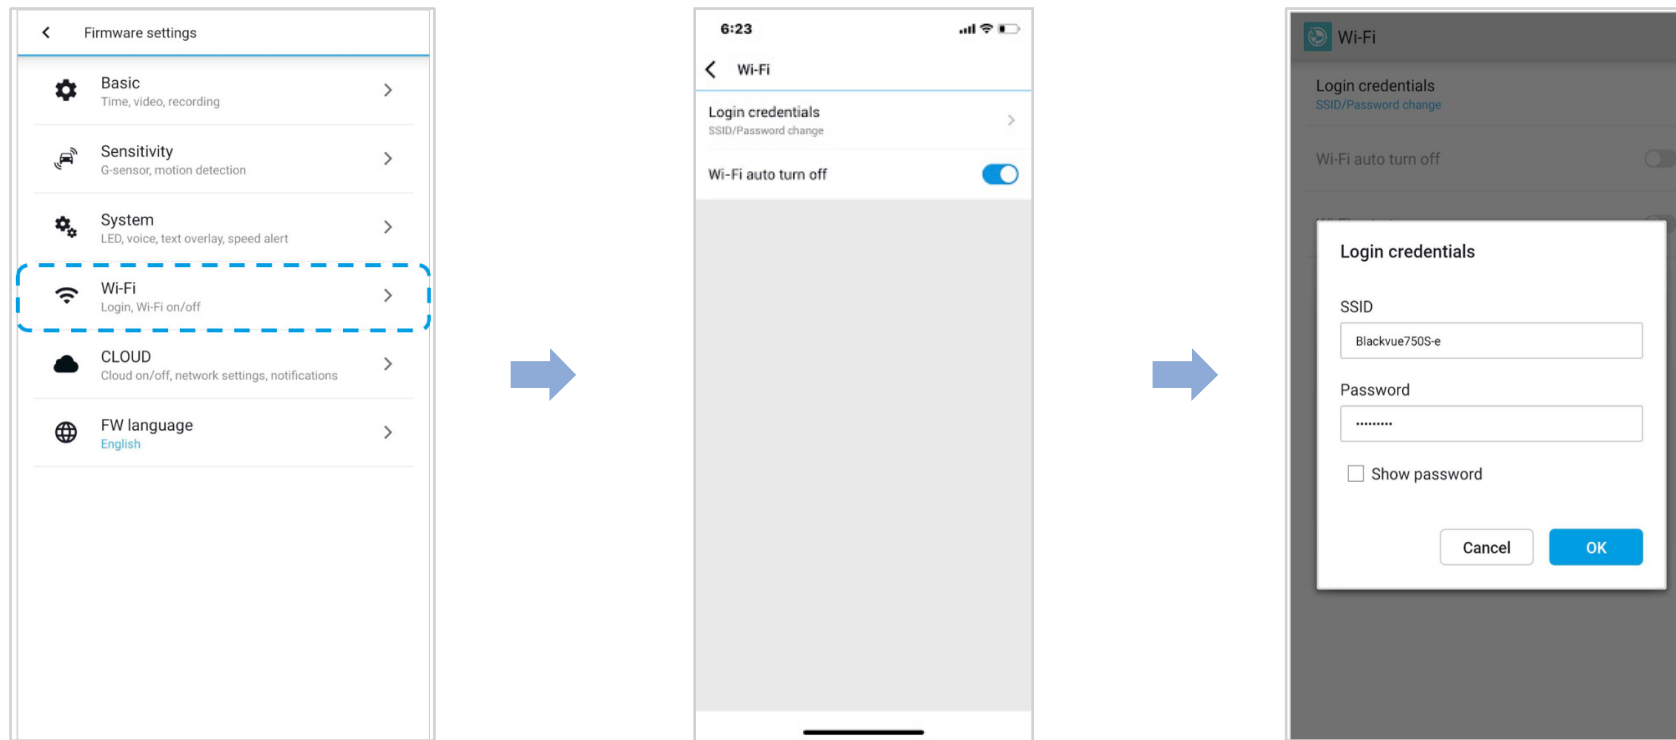 Firmware settings
Basic
Time, video, recording
Sensitivity
G-sensor, motion detection
System
LED, voice, text overlay, speed alert
Wi-Fi
Login, Wi-Fi on/off
CLOUD
Cloud on/off, network settings, notifications
FW language
English
6:23
Wi-Fi
Login credentials
SSID/Password change
Wi-Fi auto turn off
Wi-Fi
Login credentials
SSID/Password change
Wi-Fi auto turn off
Login credentials
SSID
Blackvue750S-e
Password
•••••••••
Show password
Cancel
OK